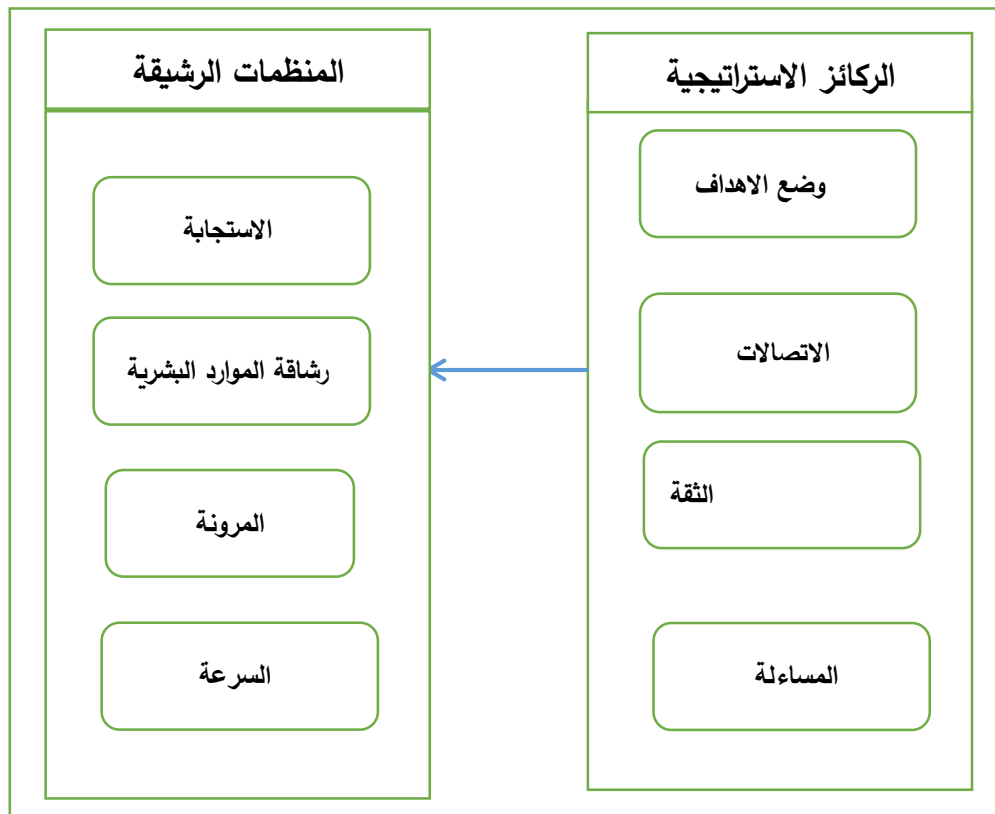 الركائز الاستراتيجية
وضع الاهداف
الاتصالات
الثقة
المساءلة
المنظمات الرشيقة
الاستجابة
رشاقة الموارد البشرية
المرونة
السرعة